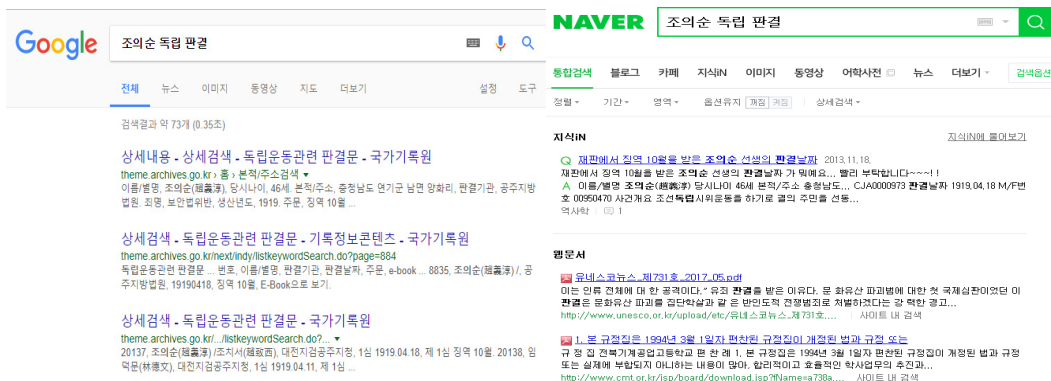 Google
조의순 독립 판결
전체 뉴스 이미지 동영상 지도 더보기 설정 도구
검색결과 약 73개 (0.35초)
상세내용 - 상세검색 - 독립운동관련 판결문 - 국가기록원
theme.archives.go.kr › 홈 › 본적/주소검색 ▼
이름/별명, 조의순(趙義淳), 당시나이, 46세. 본적/주소, 충청남도 연기군 남면 양화리, 판결기관, 공주지방
법원. 죄명, 보안법위반, 생산년도, 1919. 주문, 징역 10월 ...
상세검색 - 독립운동관련 판결문 - 기록정보콘텐츠 - 국가기록원
theme.archives.go.kr/next/indy/listkeywordSearch.do?page=884
독립운동관련 판결문 ... 번호, 이름/별명, 판결기관, 판결날짜, 주문, e-book ... 8835, 조의순(趙義淳) /, 공
주지방법원, 19190418, 징역 10월, E-Book으로 보기.
상세검색 - 독립운동관련 판결문 - 국가기록원
theme.archives.go.kr/.../listkeywordSearch.do?... ▼
20137, 조의순(趙義淳) /조치서(趙致西), 대전지검공주지청, 1심 1919.04.18, 제 1심 징역 10월. 20138, 임
덕문(林德文), 대전지검공주지청, 1심 1919.04.11, 제 1심 ...
NAVER
조의순 독립 판결
통합검색 블로그 카페 지식iN 이미지 동영상 어학사전 뉴스 더보기 검색옵션
정렬 기간 영역 옵션유지 꺼짐 켜짐 상세검색
지식iN 지식iN에 물어보기
Q 재판에서 징역 10월을 받은 조의순 선생의 판결날짜 2013.11.18.
재판에서 징역 10월을 받은 조의순 선생의 판결날짜 가 뭐예요... 빨리 부탁합니다~~~!!
A 이름/별명 조의순(趙義淳) 당시나이 46세 본적/주소 충청남도... CJA0000973 판결날짜 1919.04.18 M/F번
호 00950470 사건개요 조선독립시위운동을 하기로 결의 주민을 선동...
역사학 1
웹문서
유네스코뉴스_제731호_2017_05.pdf
이는 인류 전체에 대 한 공격이다.” 유죄 판결을 받은 이유다. 문 화유산 파괴범에 대한 첫 국제심판이었던 이
판결은 문화유산 파괴를 집단학살과 같 은 반인도적 전쟁범죄로 처벌하겠다는 강 력한 경고...
http://www.unesco.or.kr/upload/etc/유네스코뉴스_제731호.... 사이트 내 검색
1. 본 규정집은 1994년 3월 1일자 편찬된 규정집이 개정된 법과 규정 또는
규 정 집 전북기계공업고등학교 편 찬 례 1. 본 규정집은 1994년 3월 1일자 편찬된 규정집이 개정된 법과 규정
또는 실제에 부합되지 아니하는 내용이 많아, 합리적이고 효율적인 학사업무의 추진과...
http://www.cmt.or.kr/jsp/board/download.jsp?fName=a738a.... 사이트 내 검색